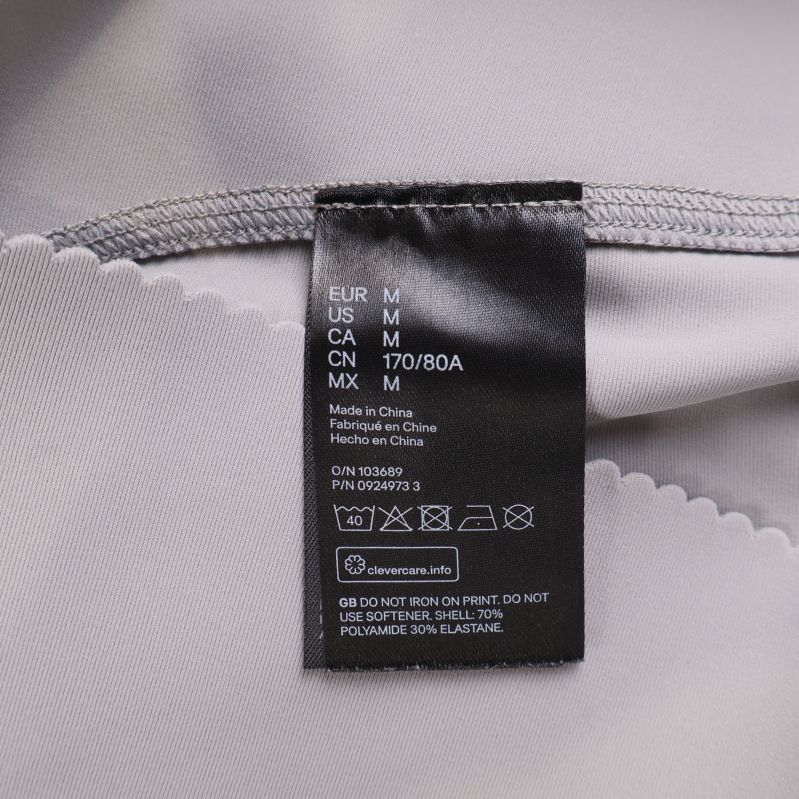 EUR M
US M
CA M
CN 170/80A
MX M
Made in China
Fabriqué en Chine
Hecho en China
O/N 103689
P/N 0924973 3
40
clevercare.info
GB DO NOT IRON ON PRINT. DO NOT
USE SOFTENER. SHELL: 70%
POLYAMIDE 30% ELASTANE.